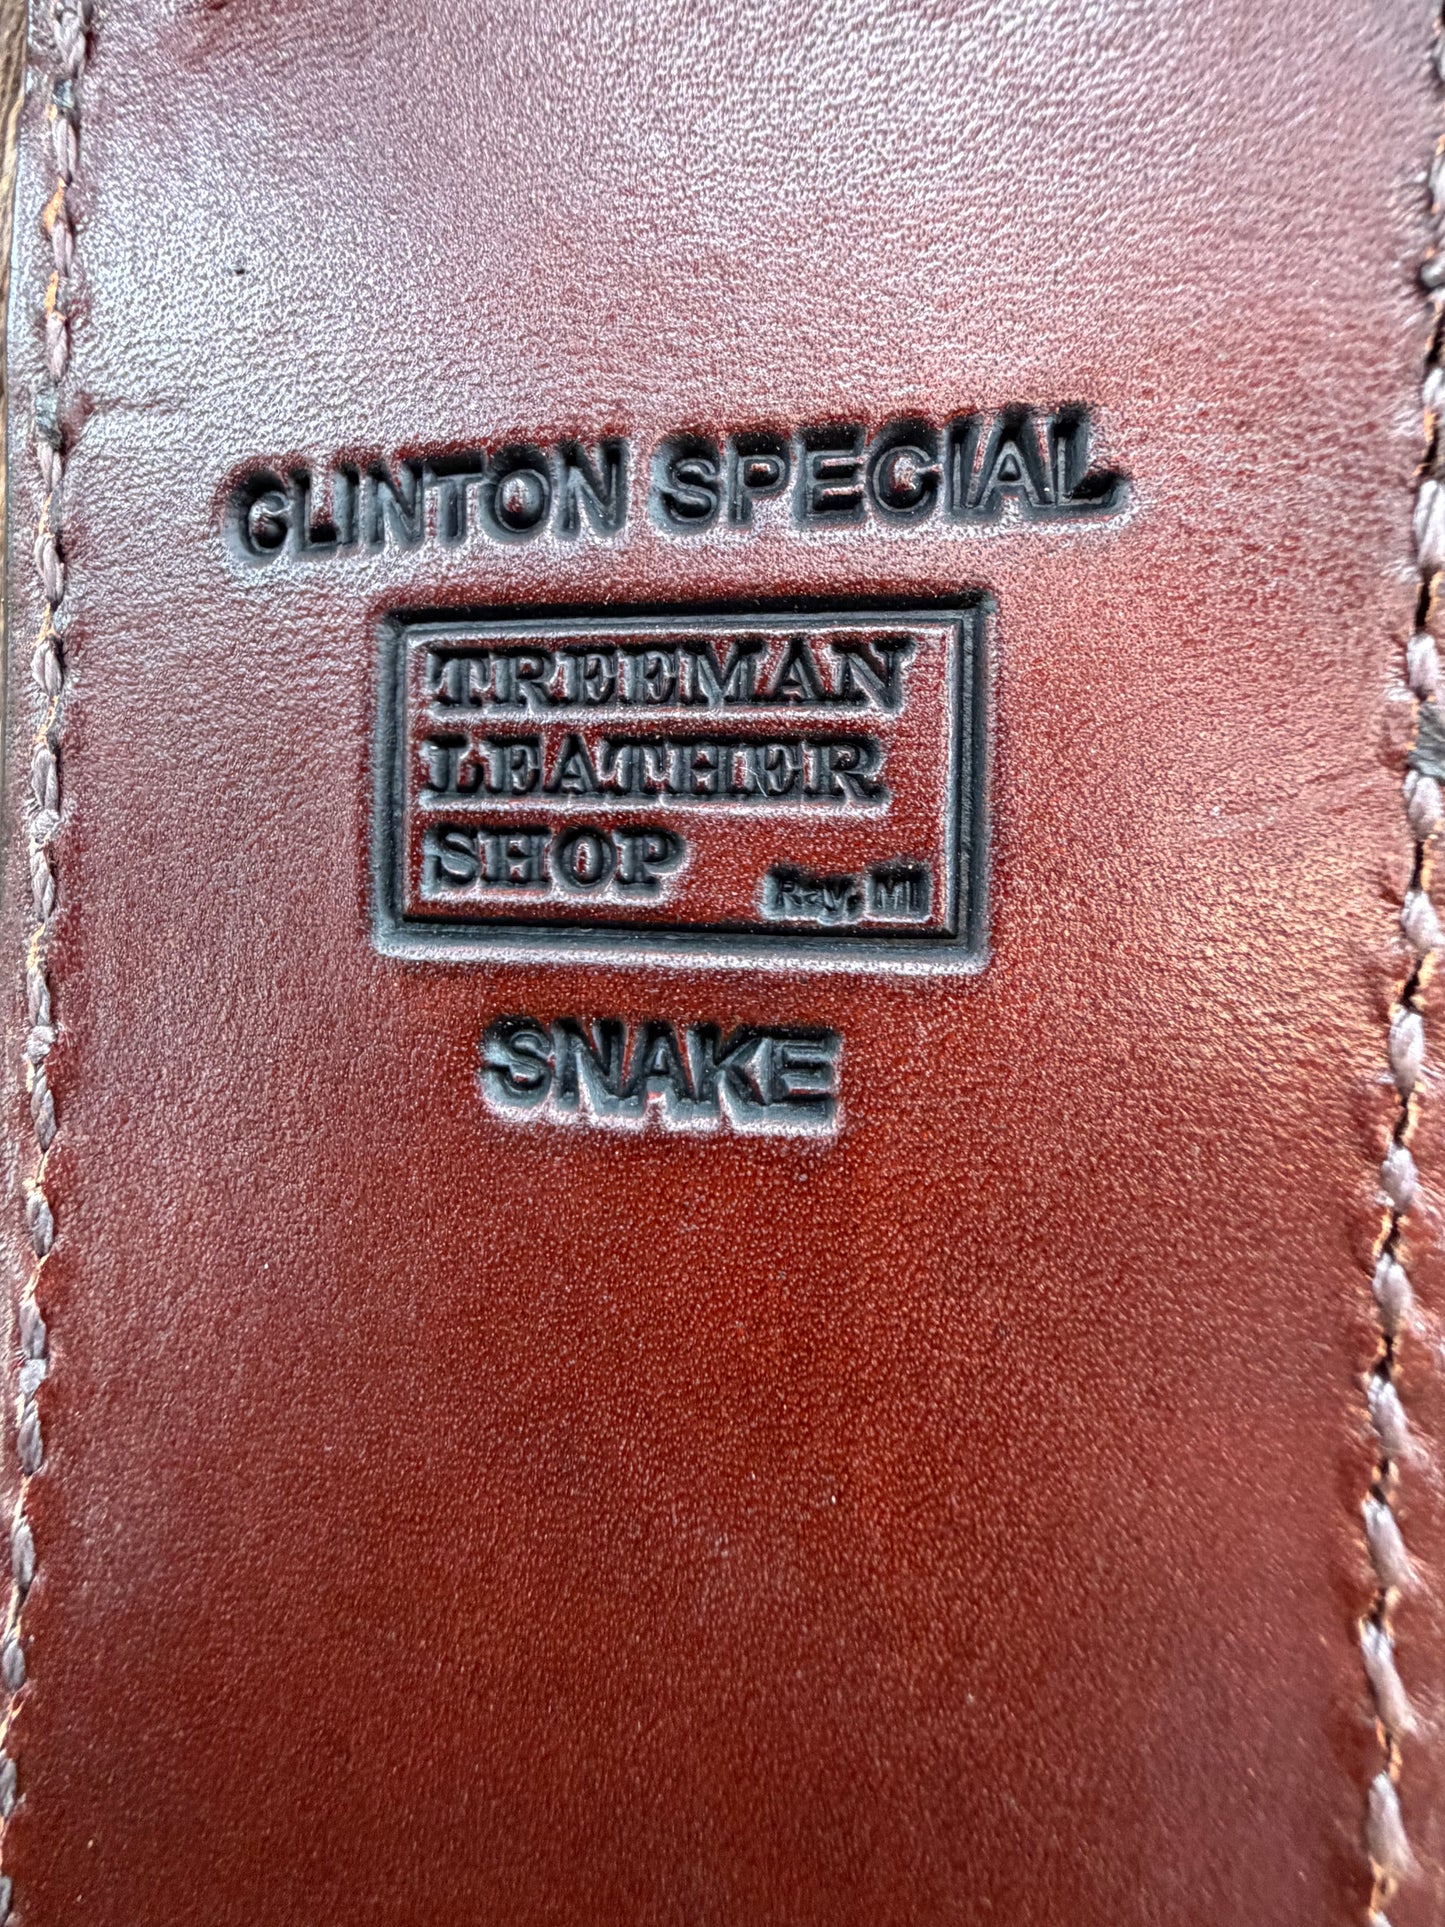 CLINTON SPECIAL
TREEMAN
LEATHER
SHOP
Ray, MI
SNAKE